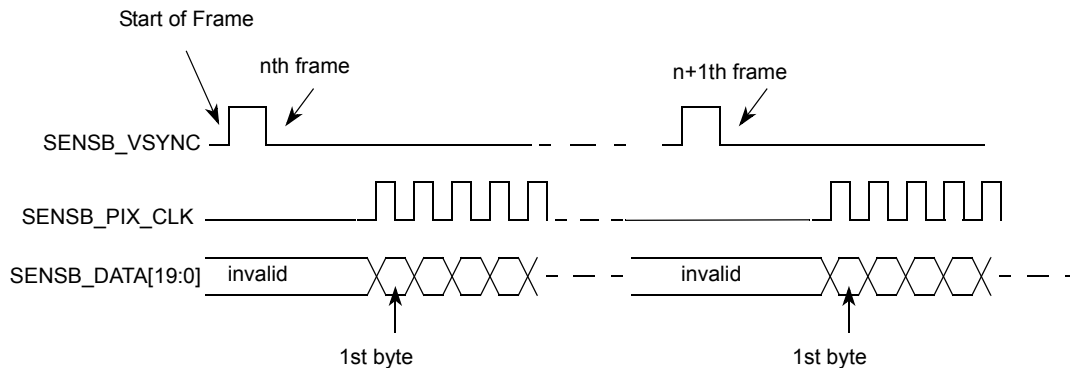 Start of Frame
nth frame
n+1th frame
SENSB_VSYNC
SENSB_PIX_CLK
SENSB_DATA[19:0]
invalid
invalid
1st byte
1st byte